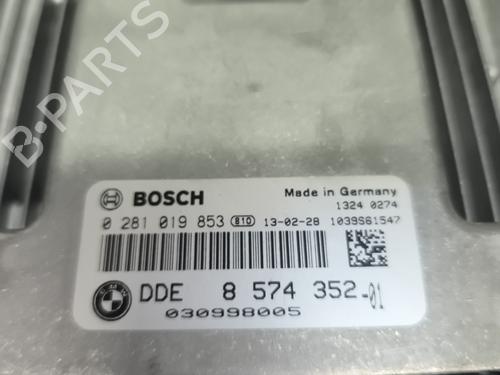 B-PARTS
BOSCH
Made in Germany
1324 0274
0 281 019 853 810 13-02-28 1039S61547
BMW
DDE 8 574 352-01
030998005